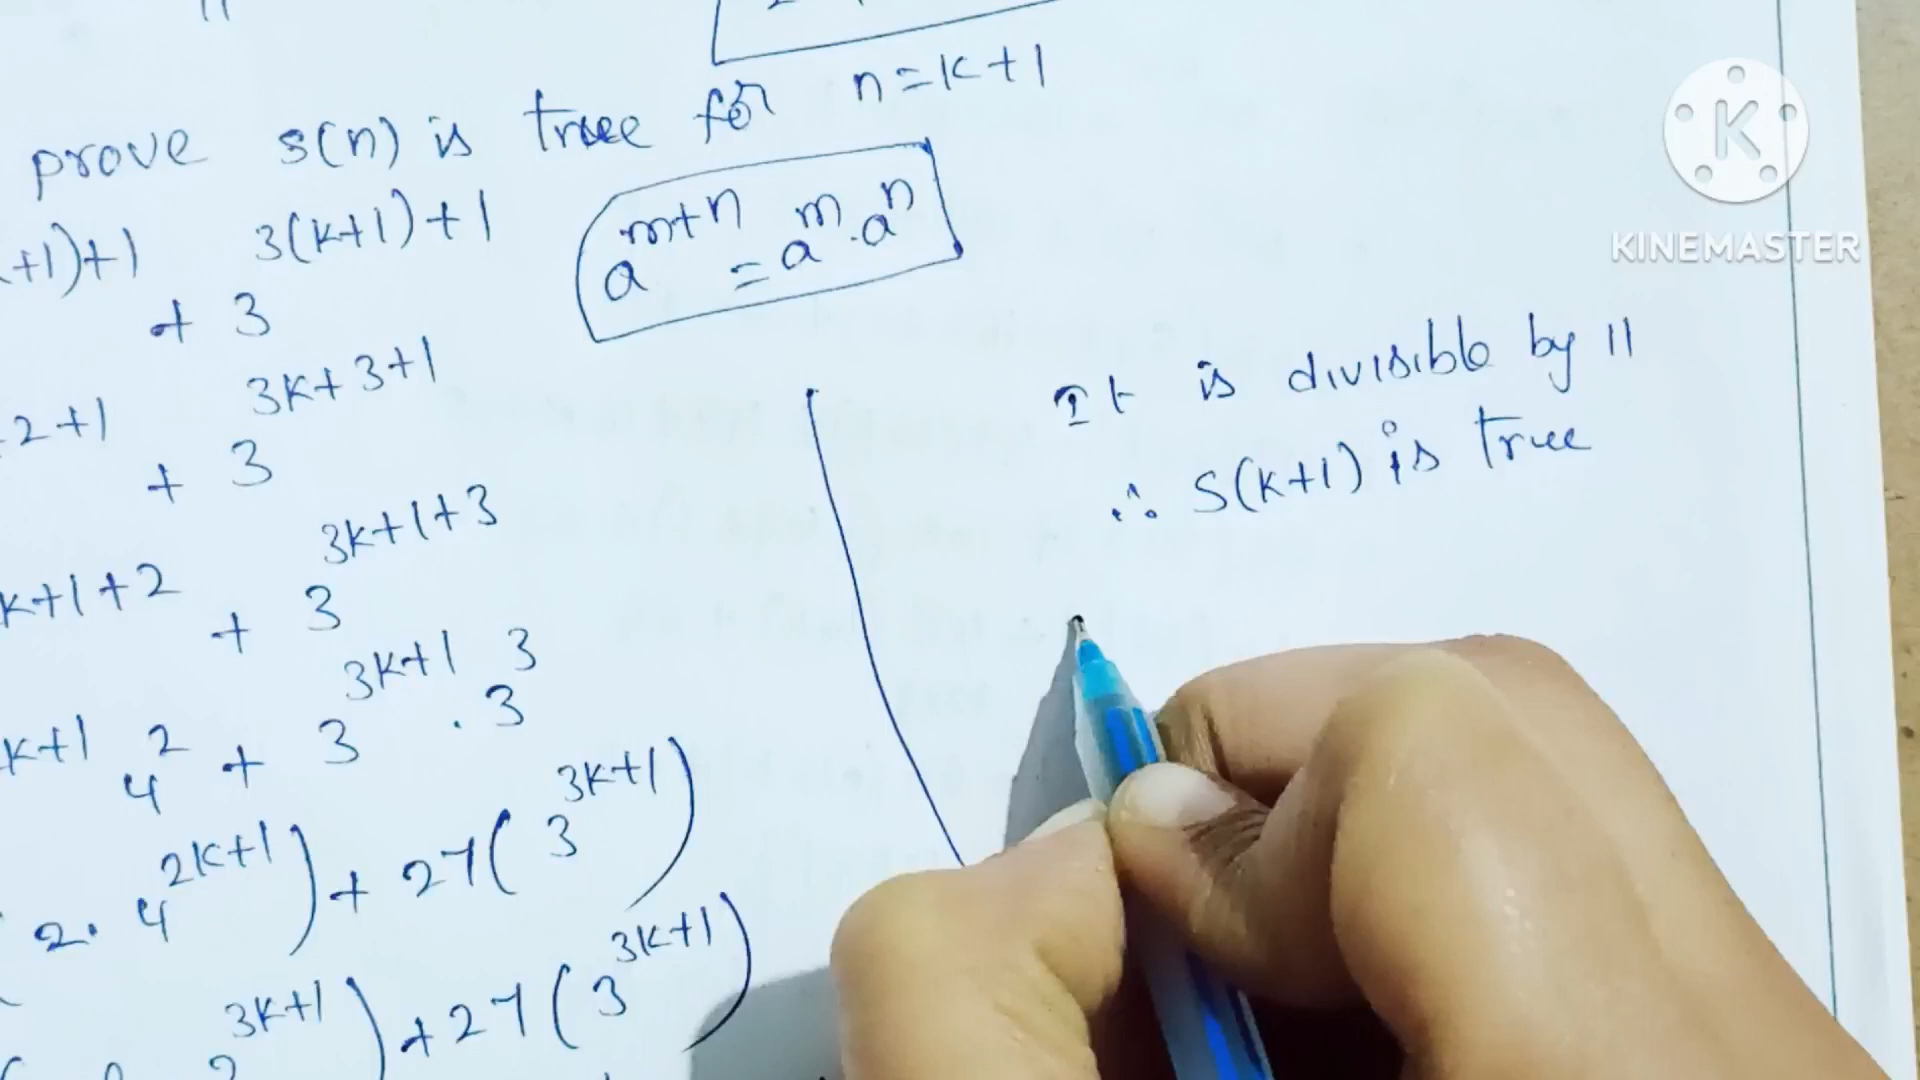 prove s(n) is true for n=k+1
+1)+1 + 3^{3(k+1)+1}
a^{m+n} = a^m . a^n
2+1 + 3^{3k+3+1}
k+1+2 + 3^{3k+1+3}
k+1 4^2 + 3^{3k+1} . 3^3
2. 4^{2k+1}) + 27(3^{3k+1})
3^{3k+1}) + 27(3^{3k+1})
It is divisible by 11
∴ S(k+1) is true
K
KINEMASTER